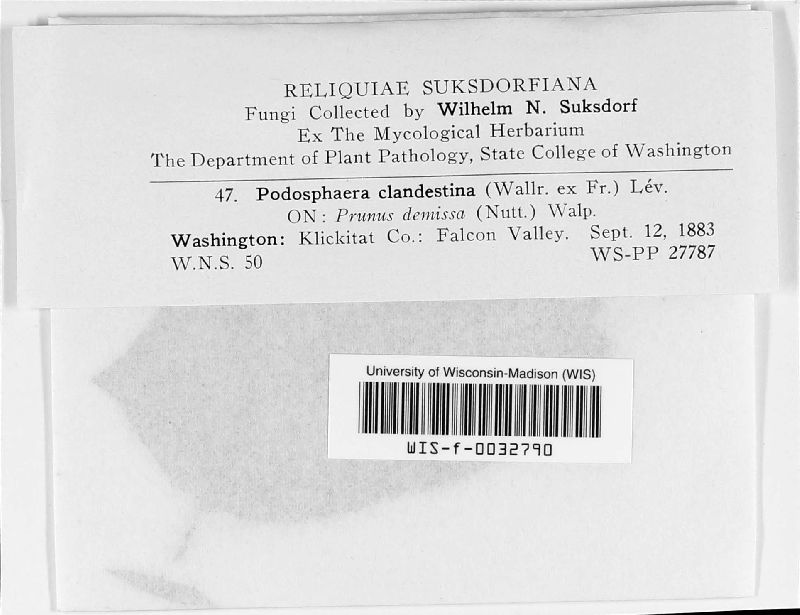 RELIQUIAE SUKSDORFIANA
Fungi Collected by Wilhelm N. Suksdorf
Ex The Mycological Herbarium
The Department of Plant Pathology, State College of Washington
47. Podosphaera clandestina (Wallr. ex Fr.) Lév.
ON: Prunus demissa (Nutt.) Walp.
Washington: Klickitat Co.: Falcon Valley. Sept. 12, 1883
W.N.S. 50 WS-PP 27787
University of Wisconsin-Madison (WIS)
WIS-f-0032790